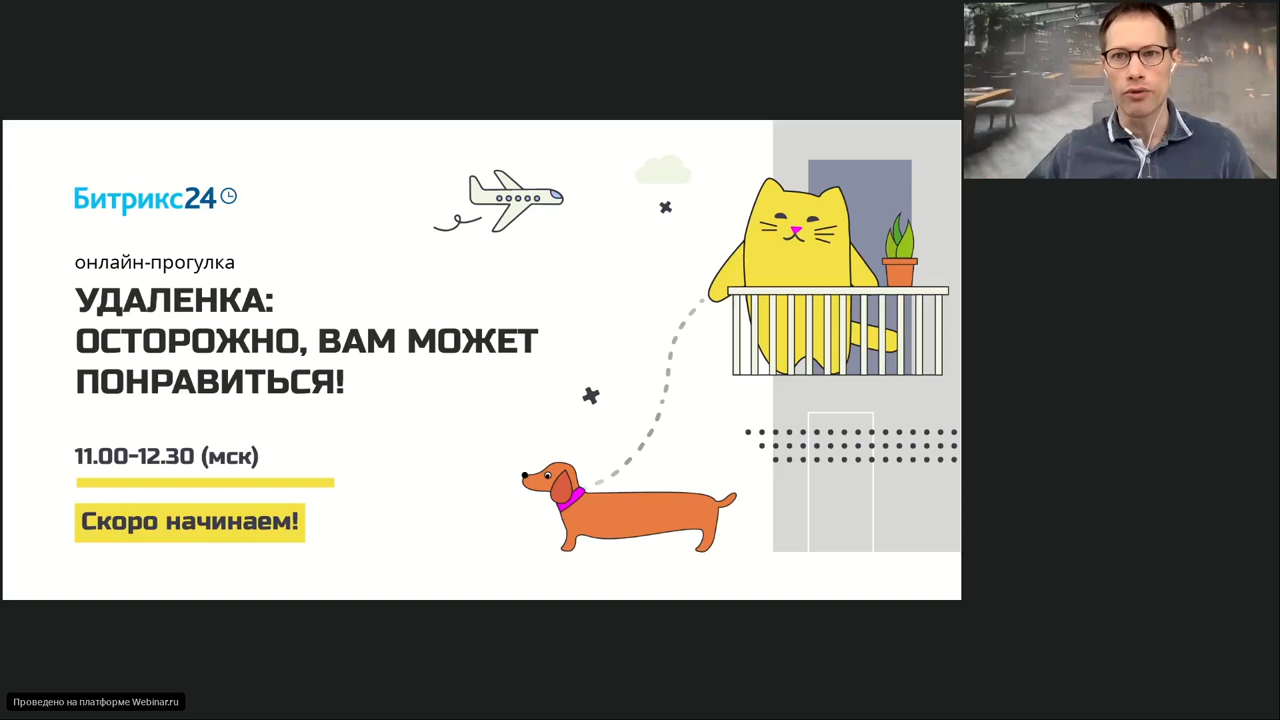 Битрикс24
онлайн-прогулка
УДАЛЕНКА:
ОСТОРОЖНО, ВАМ МОЖЕТ
ПОНРАВИТЬСЯ!
11.00-12.30 (мск)
Скоро начинаем!
Проведено на платформе Webinar.ru